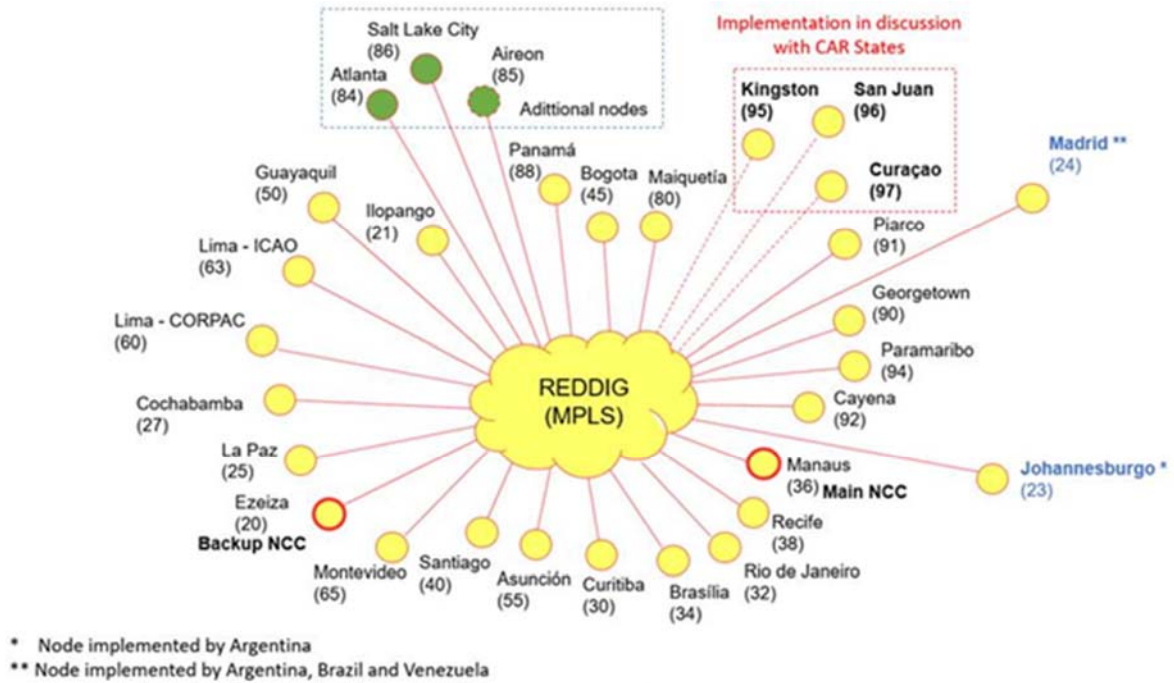 Implementation in discussion
with CAR States
Salt Lake City
(86)
Aireon
(85)
Atlanta
(84)
Adittional nodes
Kingston
(95)
San Juan
(96)
Curaçao
(97)
Madrid **
(24)
Panamá
(88)
Bogota
(45)
Maiquetía
(80)
Guayaquil
(50)
Ilopango
(21)
Piarco
(91)
Lima - ICAO
(63)
Georgetown
(90)
Lima - CORPAC
(60)
Paramaribo
(94)
REDDIG
(MPLS)
Cochabamba
(27)
Cayena
(92)
La Paz
(25)
Manaus
(36) Main NCC
Johannesburgo *
(23)
Ezeiza
(20)
Backup NCC
Recife
(38)
Montevideo
(65)
Santiago
(40)
Asunción
(55)
Curitiba
(30)
Brasília
(34)
Rio de Janeiro
(32)
* Node implemented by Argentina
** Node implemented by Argentina, Brazil and Venezuela